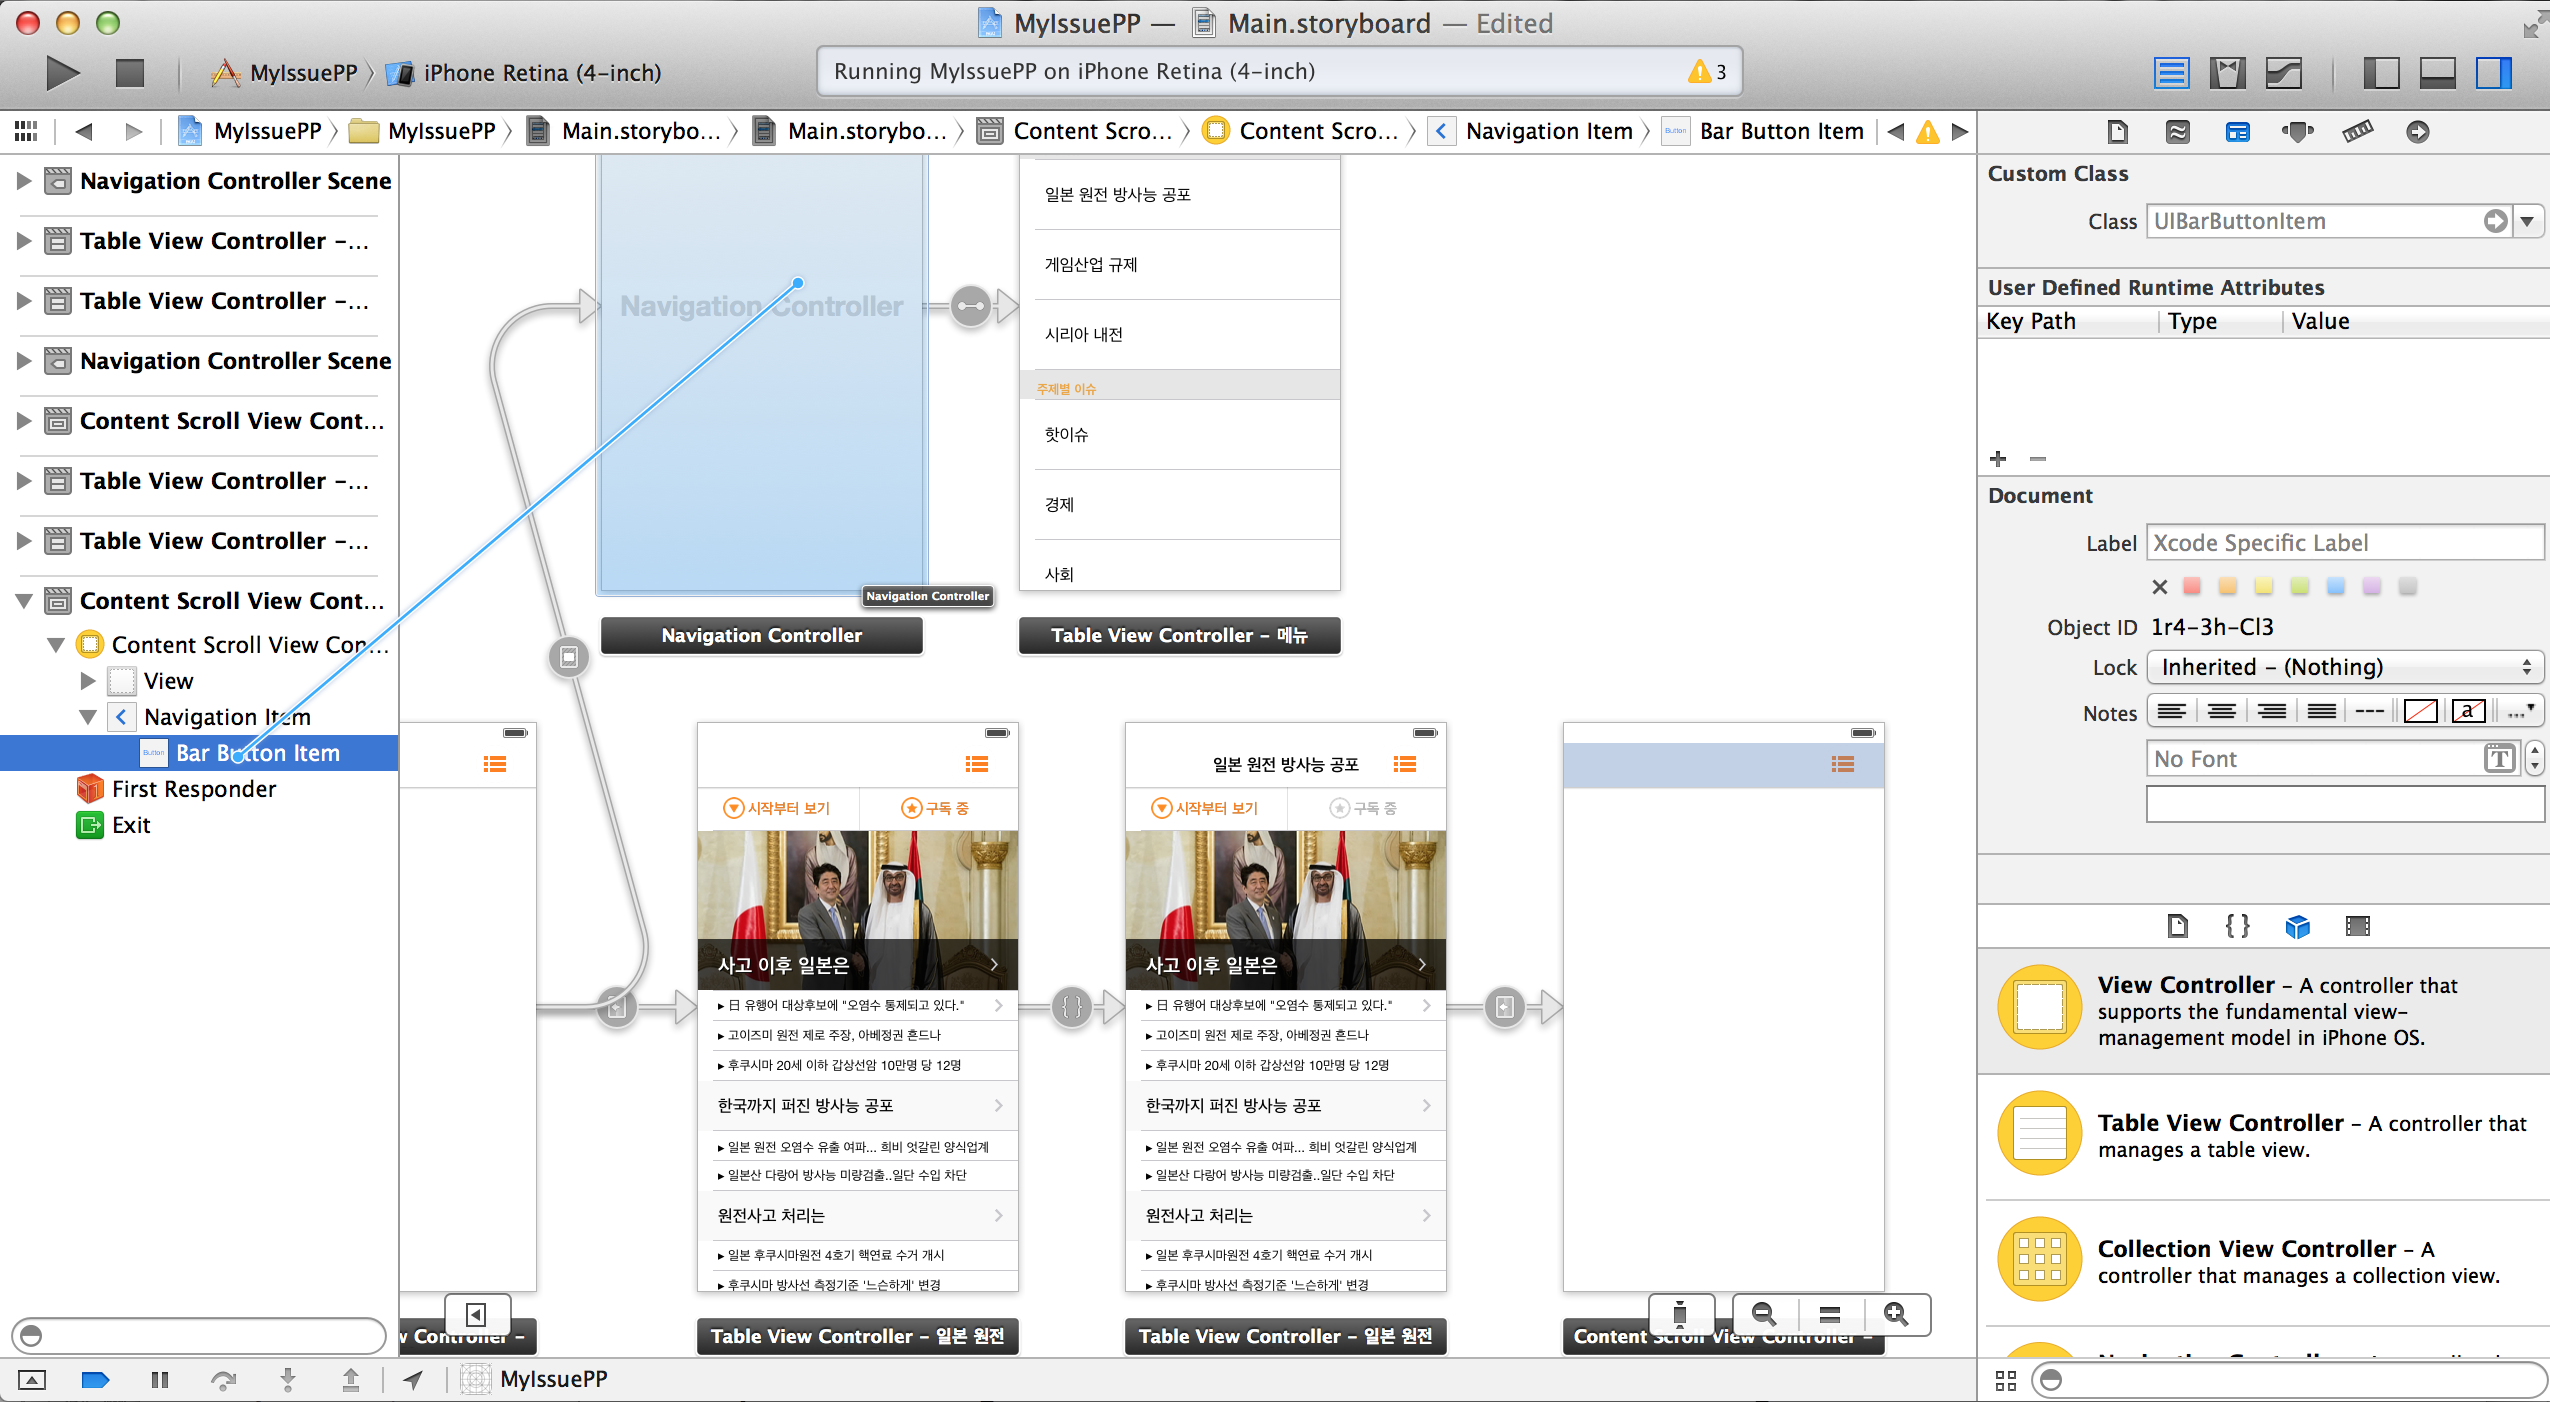 MyIssuePP — Main.storyboard — Edited
MyIssuePP iPhone Retina (4-inch)
Running MyIssuePP on iPhone Retina (4-inch) 3
MyIssuePP MyIssuePP Main.storybo... Main.storybo... Content Scro... Content Scro... Navigation Item Bar Button Item
Navigation Controller Scene
Table View Controller -...
Table View Controller -...
Navigation Controller Scene
Content Scroll View Cont...
Table View Controller -...
Table View Controller -...
Content Scroll View Cont...
Content Scroll View Con...
View
Navigation Item
Button Bar Button Item
First Responder
Exit
Navigation Controller
Navigation Controller
Navigation Controller
일본 원전 방사능 공포
게임산업 규제
시리아 내전
주제별 이슈
핫이슈
경제
사회
Table View Controller - 메뉴
w Controller -
시작부터 보기 구독 중
사고 이후 일본은
▸ 日 유행어 대상후보에 "오염수 통제되고 있다."
▸ 고이즈미 원전 제로 주장, 아베정권 흔드나
▸ 후쿠시마 20세 이하 갑상선암 10만명 당 12명
한국까지 퍼진 방사능 공포
▸ 일본 원전 오염수 유출 여파... 희비 엇갈린 양식업계
▸ 일본산 다랑어 방사능 미량검출..일단 수입 차단
원전사고 처리는
▸ 일본 후쿠시마원전 4호기 핵연료 수거 개시
▸ 후쿠시마 방사선 측정기준 '느슨하게' 변경
Table View Controller - 일본 원전
일본 원전 방사능 공포
시작부터 보기 구독 중
사고 이후 일본은
▸ 日 유행어 대상후보에 "오염수 통제되고 있다."
▸ 고이즈미 원전 제로 주장, 아베정권 흔드나
▸ 후쿠시마 20세 이하 갑상선암 10만명 당 12명
한국까지 퍼진 방사능 공포
▸ 일본 원전 오염수 유출 여파... 희비 엇갈린 양식업계
▸ 일본산 다랑어 방사능 미량검출..일단 수입 차단
원전사고 처리는
▸ 일본 후쿠시마원전 4호기 핵연료 수거 개시
▸ 후쿠시마 방사선 측정기준 '느슨하게' 변경
Table View Controller - 일본 원전
Content Scroll View Controller -
MyIssuePP
Custom Class
Class UIBarButtonItem
User Defined Runtime Attributes
Key Path Type Value
Document
Label Xcode Specific Label
Object ID 1r4-3h-Cl3
Lock Inherited - (Nothing)
Notes
No Font
View Controller - A controller that
supports the fundamental view-
management model in iPhone OS.
Table View Controller - A controller that
manages a table view.
Collection View Controller - A
controller that manages a collection view.